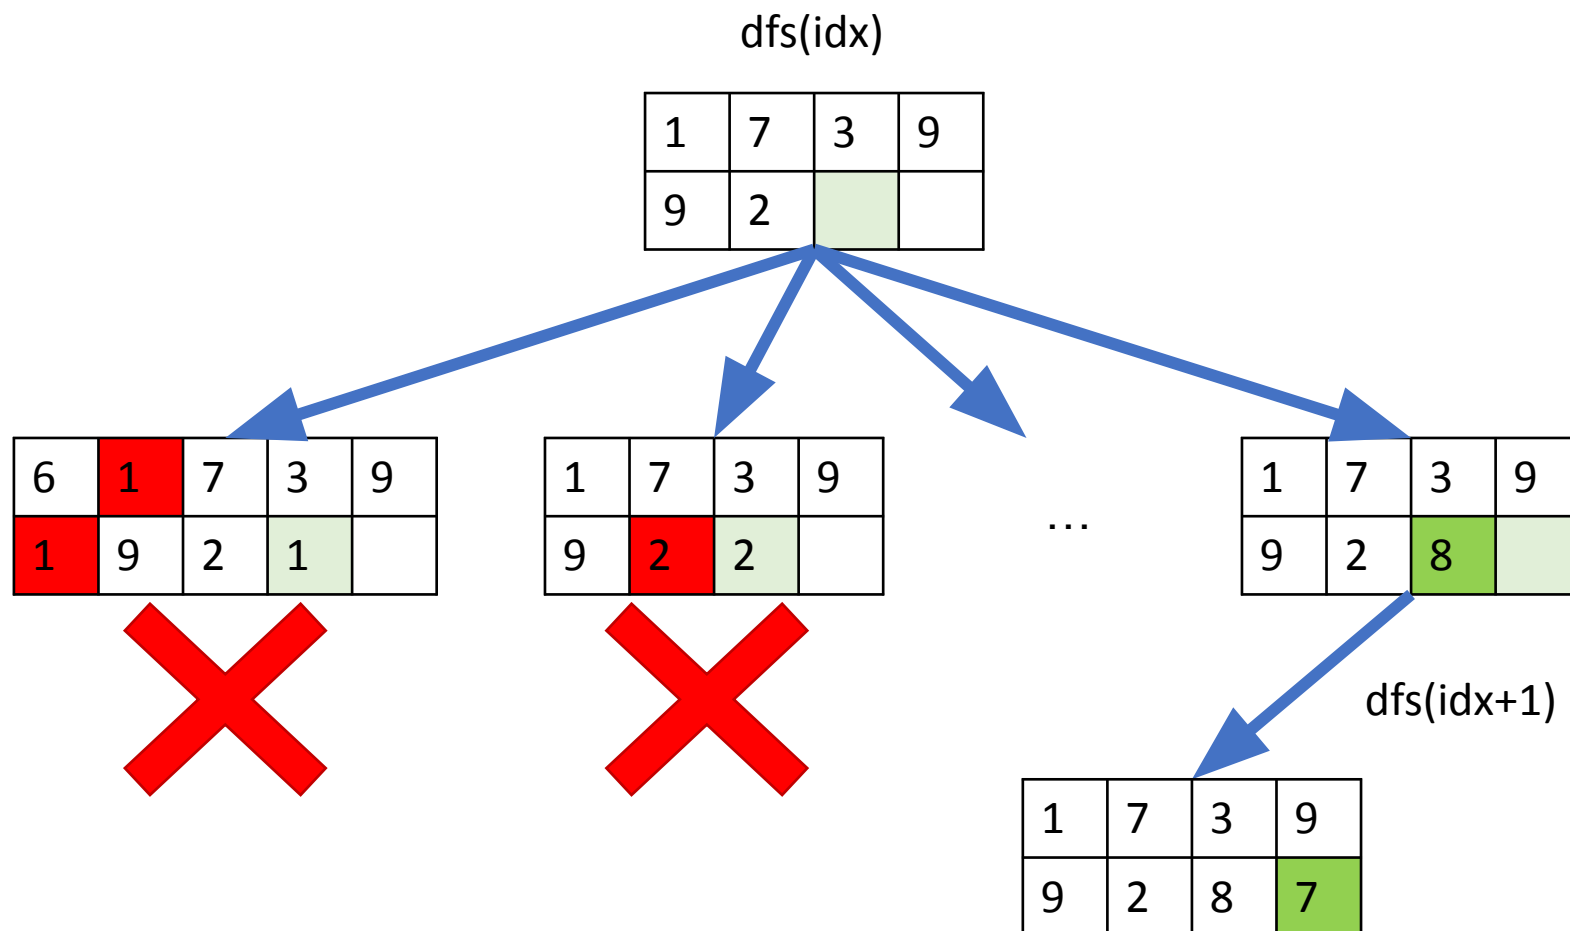 dfs(idx)
1 7 3 9
9 2
6 1 7 3 9
1 9 2 1
1 7 3 9
9 2 2
...
1 7 3 9
9 2 8
dfs(idx+1)
1 7 3 9
9 2 8 7